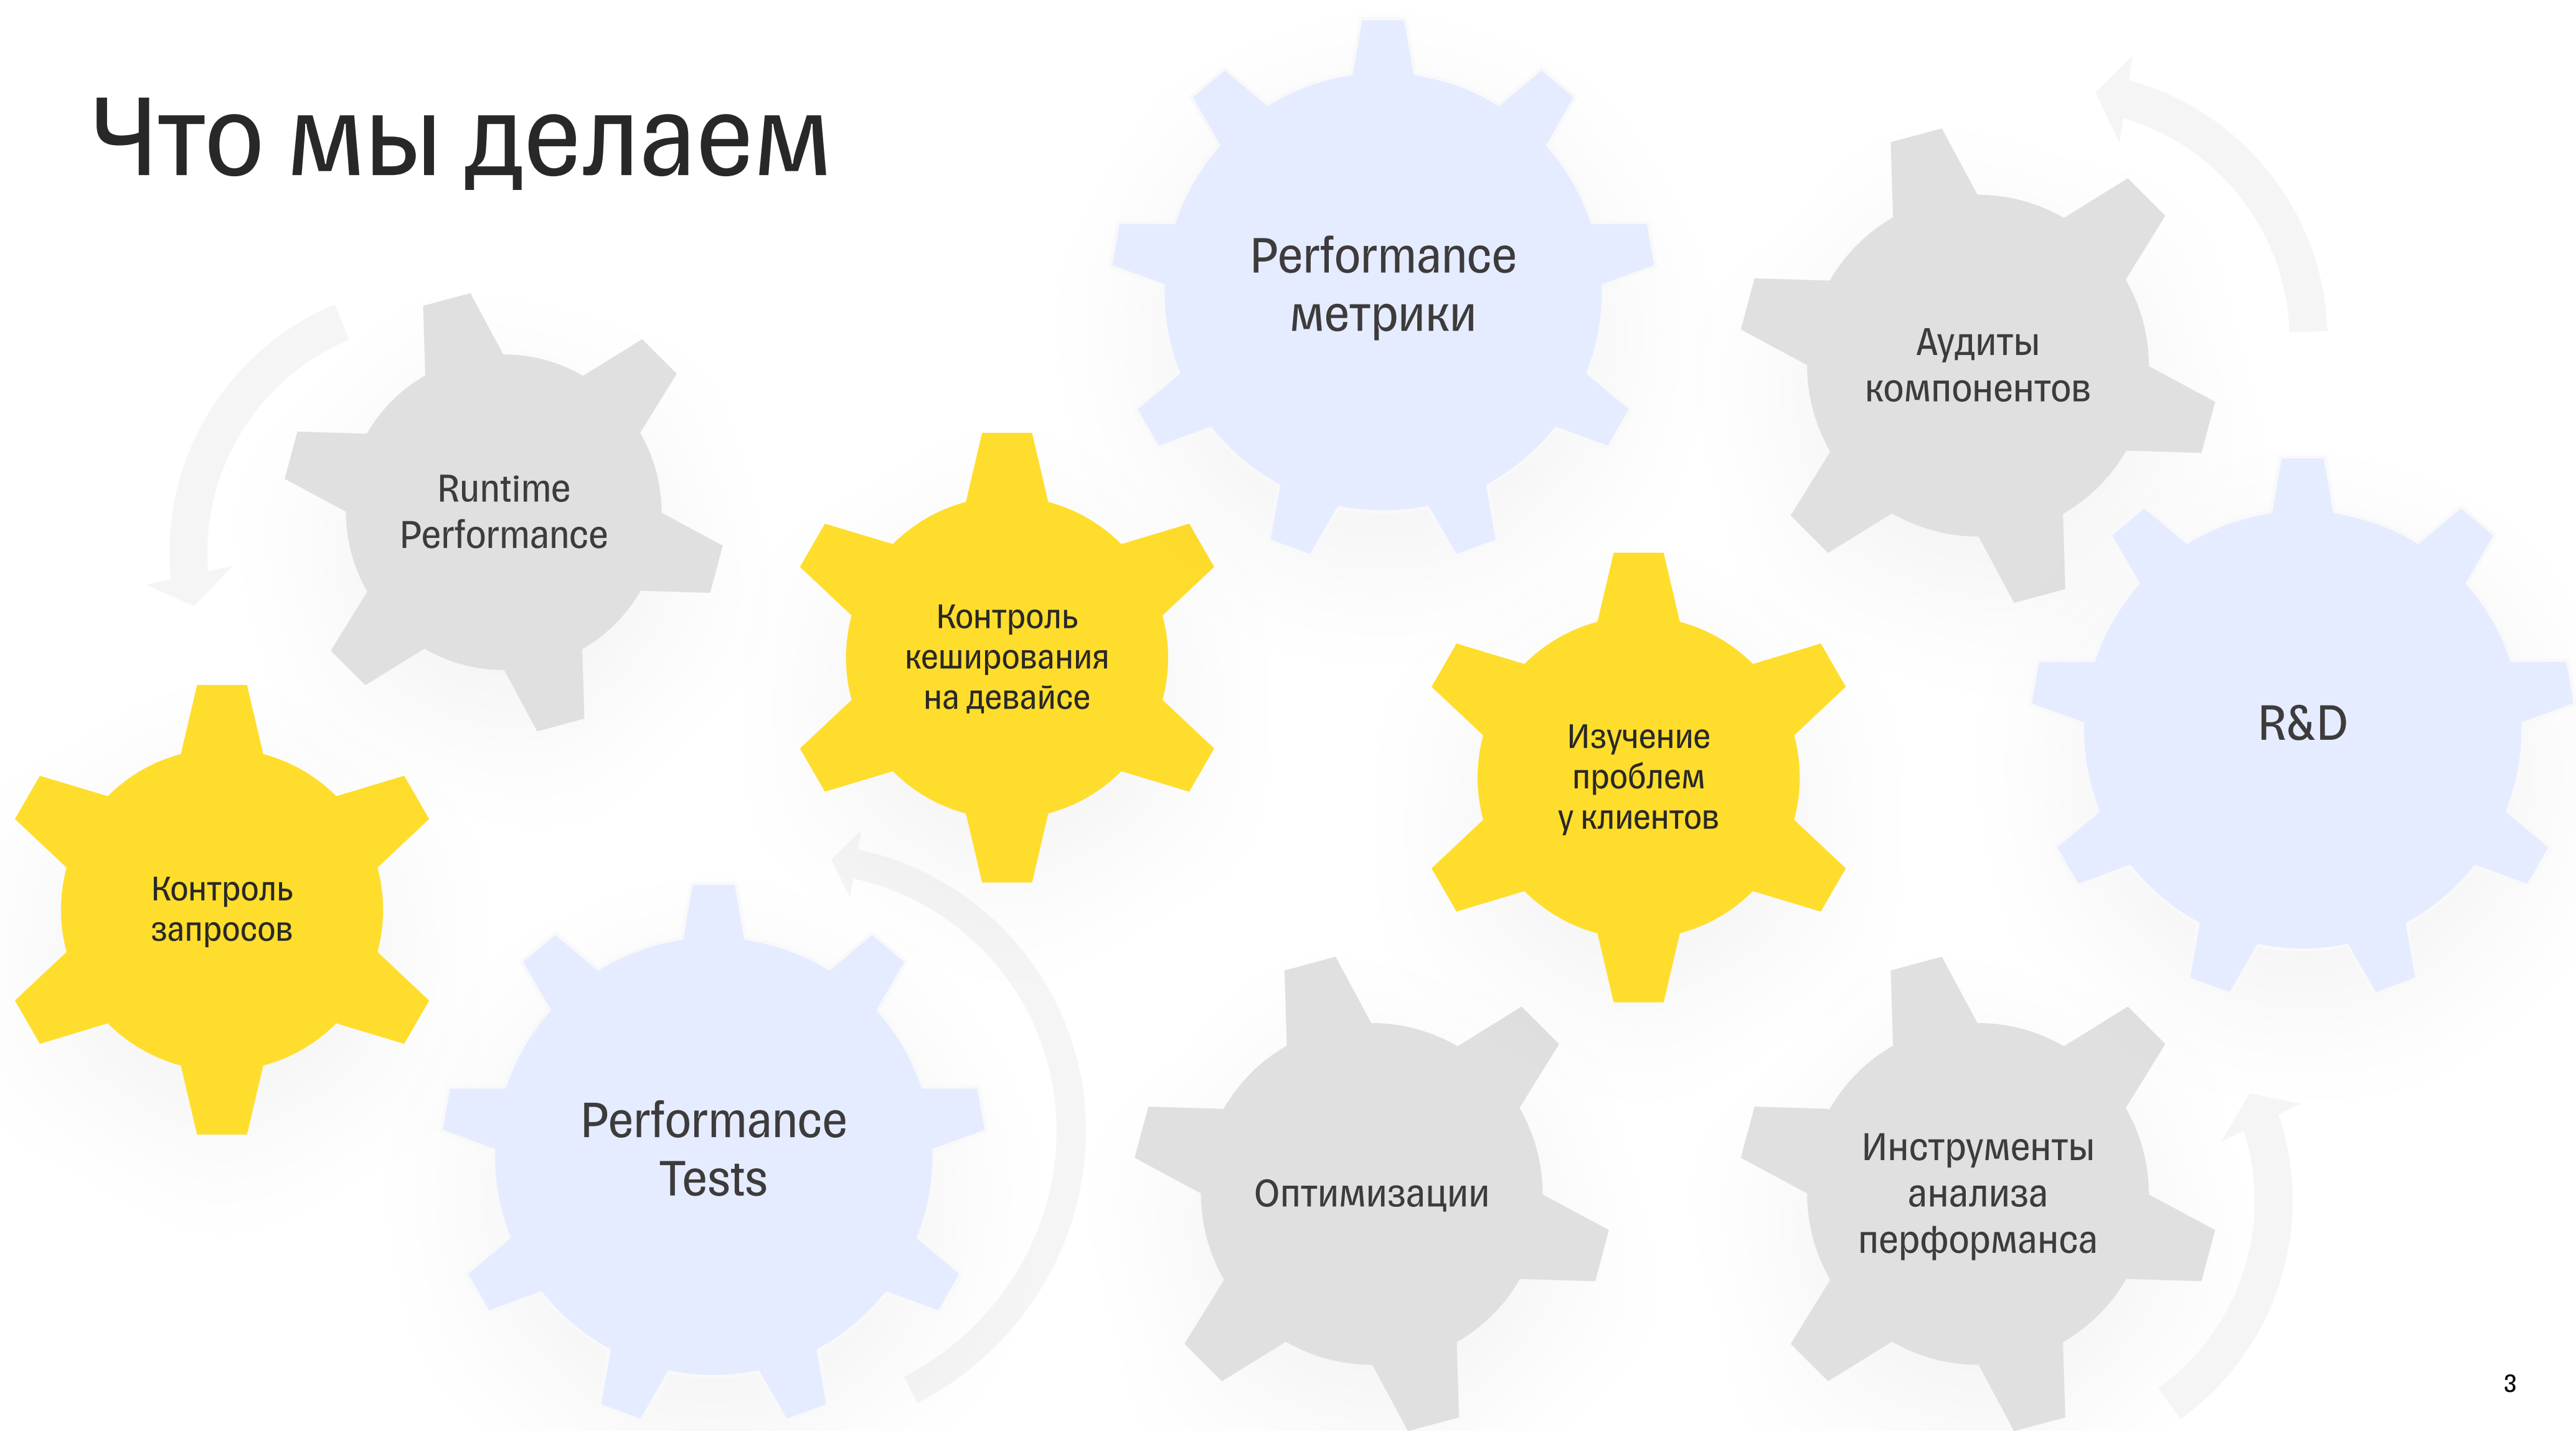 Что мы делаем
Performance
метрики
Аудиты
компонентов
Runtime
Performance
Контроль
кеширования
на девайсе
Изучение
проблем
у клиентов
R&D
Контроль
запросов
Performance
Tests
Оптимизации
Инструменты
анализа
перформанса
3